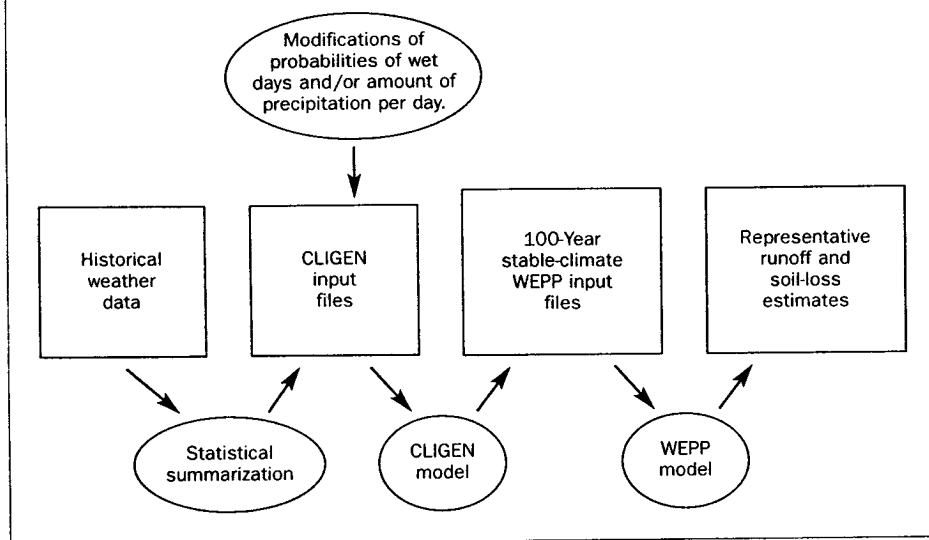 Modifications of
probabilities of wet
days and/or amount of
precipitation per day.
Historical
weather
data
CLIGEN
input
files
100-Year
stable-climate
WEPP input
files
Representative
runoff and
soil-loss
estimates
Statistical
summarization
CLIGEN
model
WEPP
model